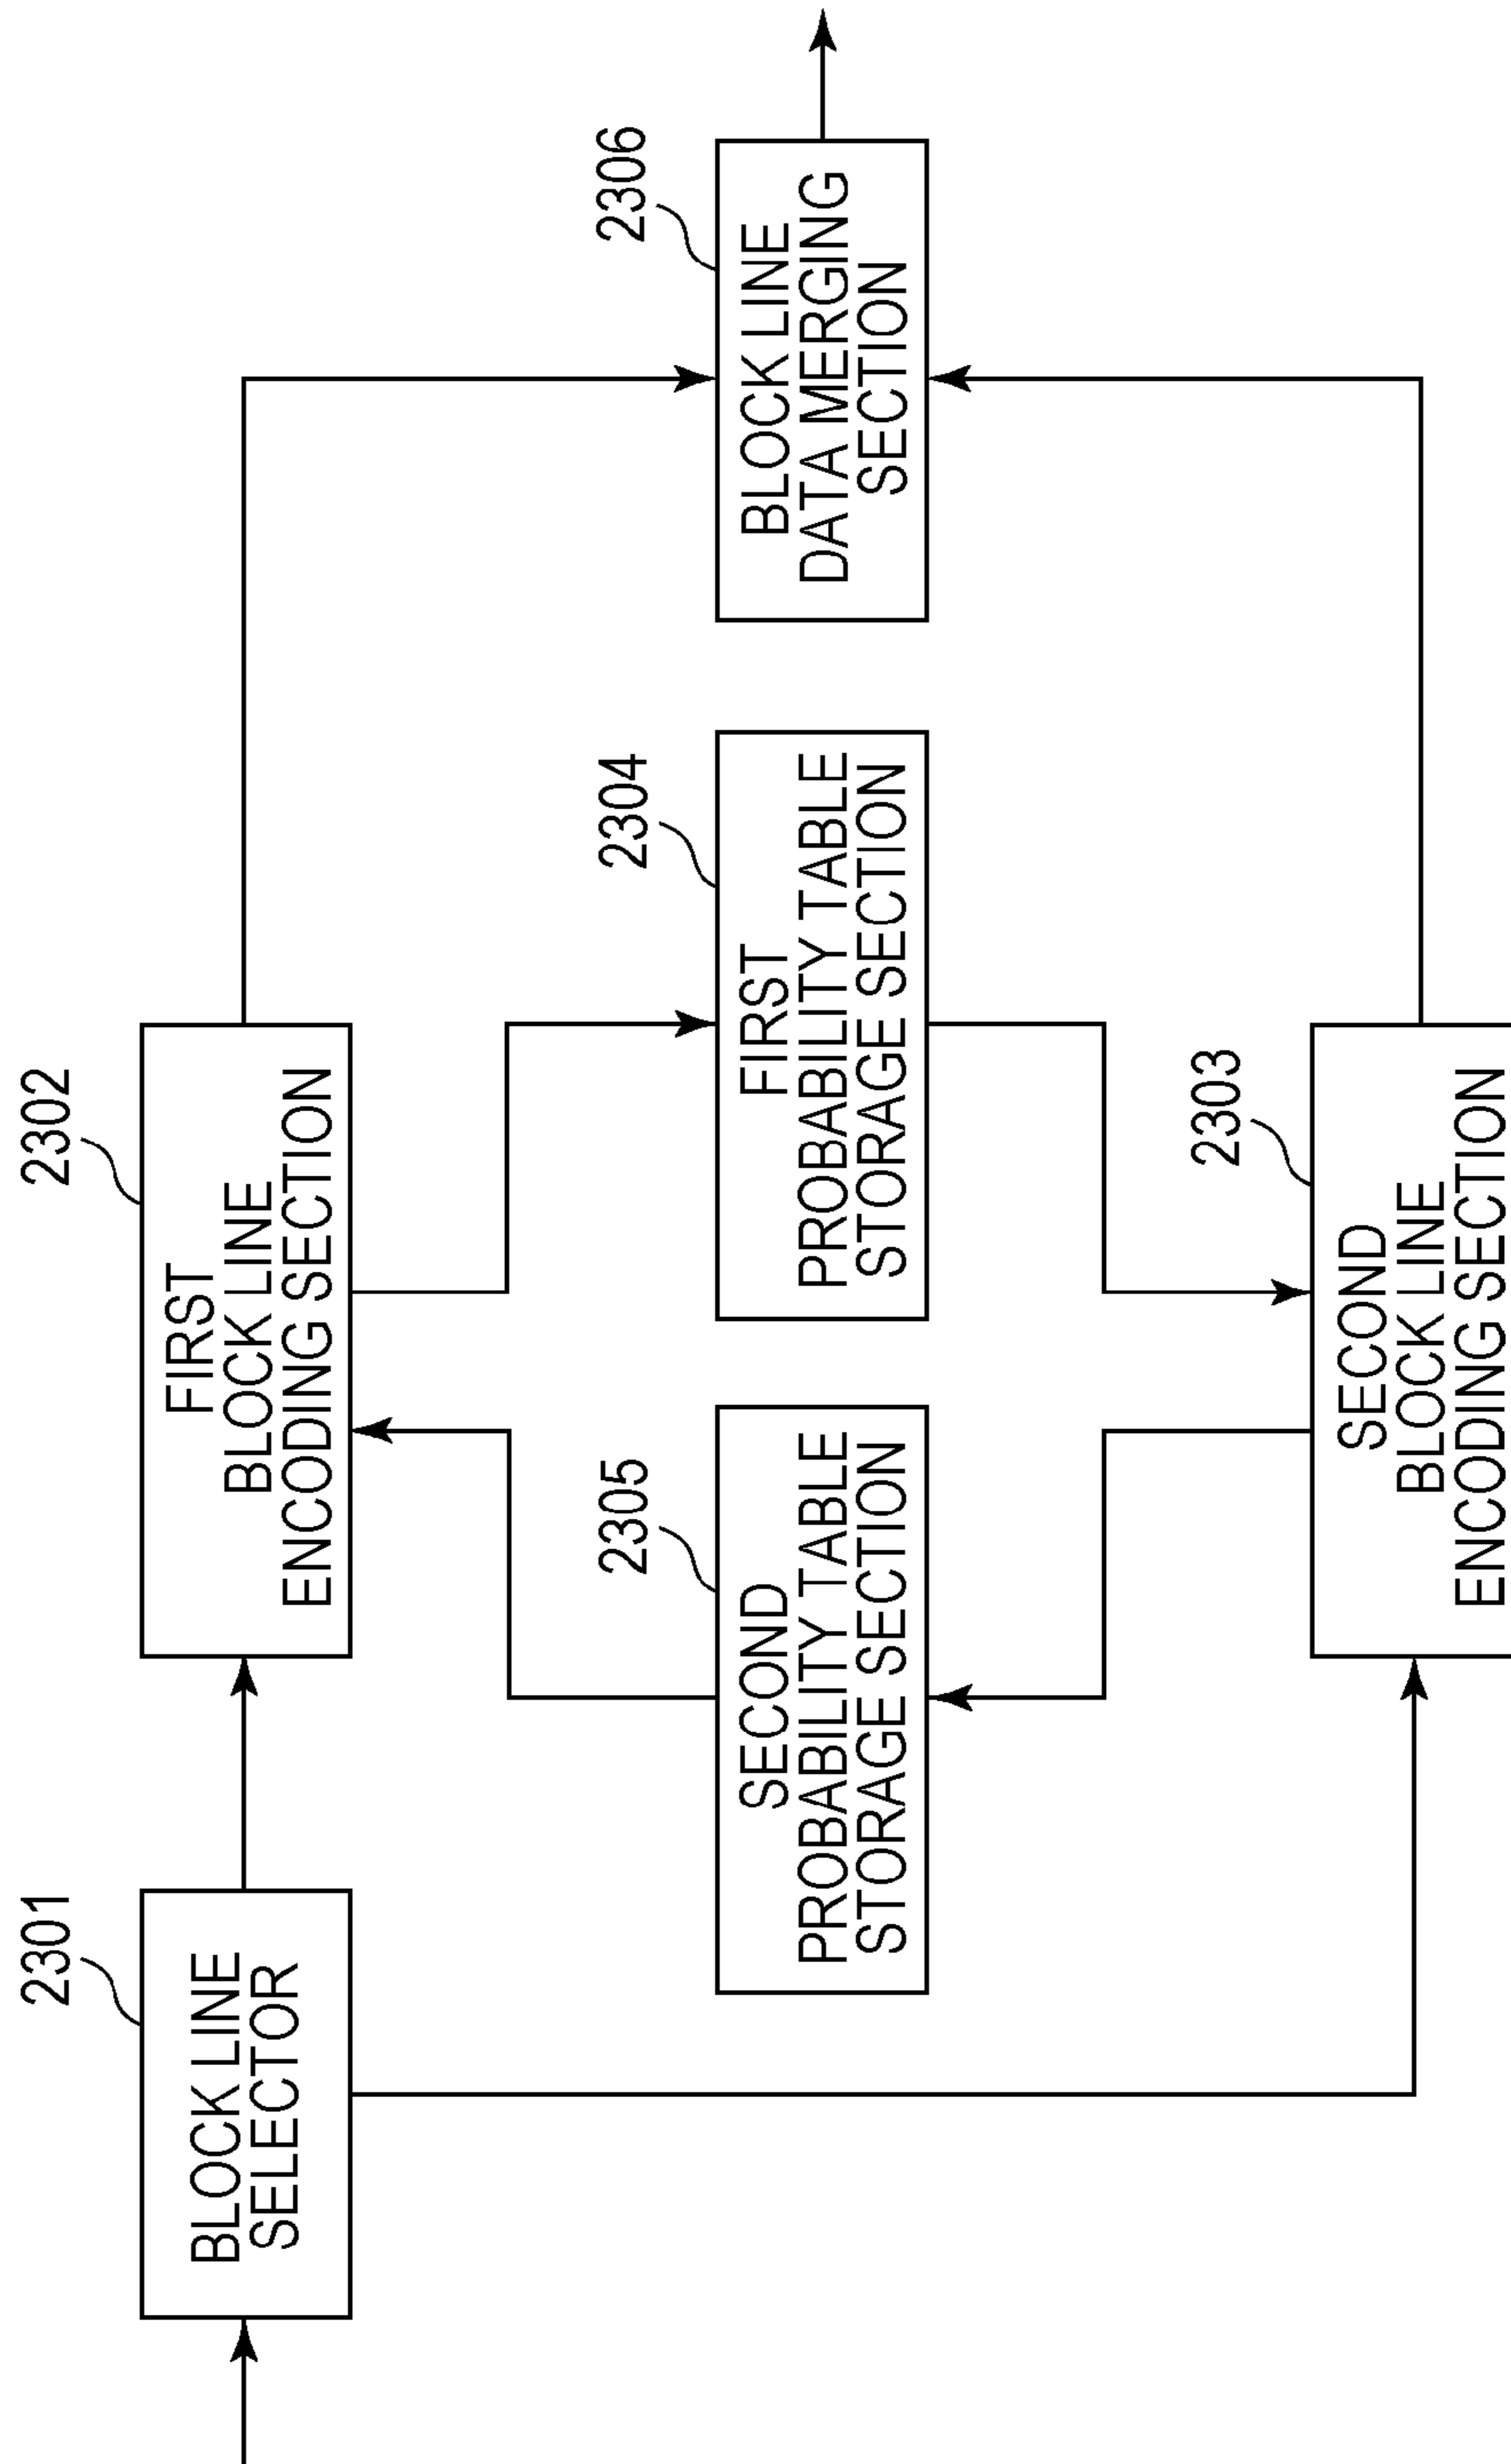 2301
BLOCK LINE
SELECTOR
2302
FIRST
BLOCK LINE
ENCODING SECTION
2305
SECOND
PROBABILITY TABLE
STORAGE SECTION
2304
FIRST
PROBABILITY TABLE
STORAGE SECTION
2306
BLOCK LINE
DATA MERGING
SECTION
2303
SECOND
BLOCK LINE
ENCODING SECTION